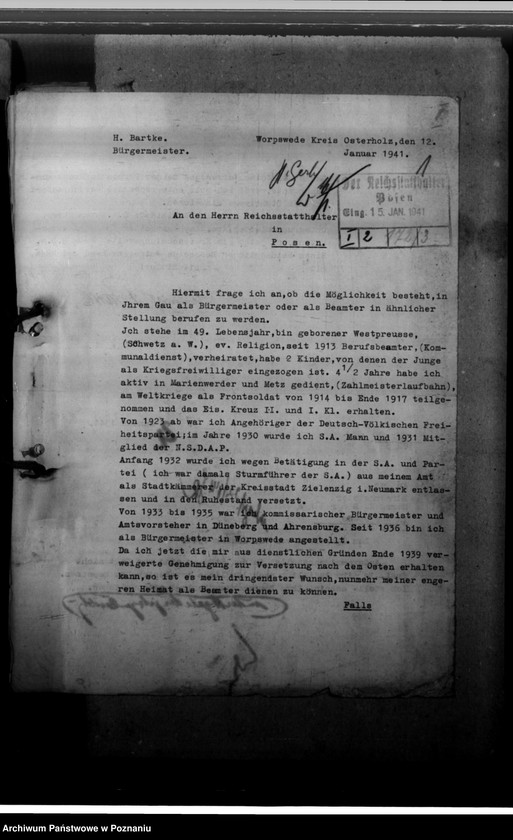 H. Bartke.
Bürgermeister.
Worpswede Kreis Osterholz,den 12.
Januar 1941.
1
Der Reichsstatthalter
Posen
Eing. 15. JAN. 1941
I 2
An den Herrn Reichsstatthalter
in
Posen.
Hiermit frage ich an,ob die Möglichkeit besteht,in
Jhrem Gau als Bürgermeister oder als Beamter in ähnlicher
Stellung berufen zu werden.
Jch stehe im 49. Lebensjahr,bin geborener Westpreusse,
(Schwetz a. W.), ev. Religion, seit 1913 Berufsbeamter,(Kom-
munaldienst),verheiratet,habe 2 Kinder,von denen der Junge
als Kriegsfreiwilliger eingezogen ist. 4 1/2 Jahre habe ich
aktiv in Marienwerder und Metz gedient,(Zahlmeisterlaufbahn),
am Weltkriege als Frontsoldat von 1914 bis Ende 1917 teilge-
nommen und das Eis. Kreuz II. und I. Kl. erhalten.
Von 1923 ab war ich Angehöriger der Deutsch-Völkischen Frei-
heitspartei;im Jahre 1930 wurde ich S.A. Mann und 1931 Mit-
glied der N.S.D.A.P.
Anfang 1932 wurde ich wegen Betätigung in der S.A. und Par-
tei ( ich war damals Sturmführer der S.A.) aus meinem Amt
als Stadtkämmerer der Kreisstadt Zielenzig i.Neumark entlas-
sen und in den Ruhestand versetzt.
Von 1933 bis 1935 war ich kommissarischer Bürgermeister und
Amtsvorsteher in Düneberg und Ahrensburg. Seit 1936 bin ich
als Bürgermeister in Worpswede angestellt.
Da ich jetzt die mir aus dienstlichen Gründen Ende 1939 ver-
weigerte Genehmigung zur Versetzung nach dem Osten erhalten
kann,so ist es mein dringendster Wunsch,nunmehr meiner enge-
ren Heimat als Beamter dienen zu können.
Falls
Archiwum Państwowe w Poznaniu